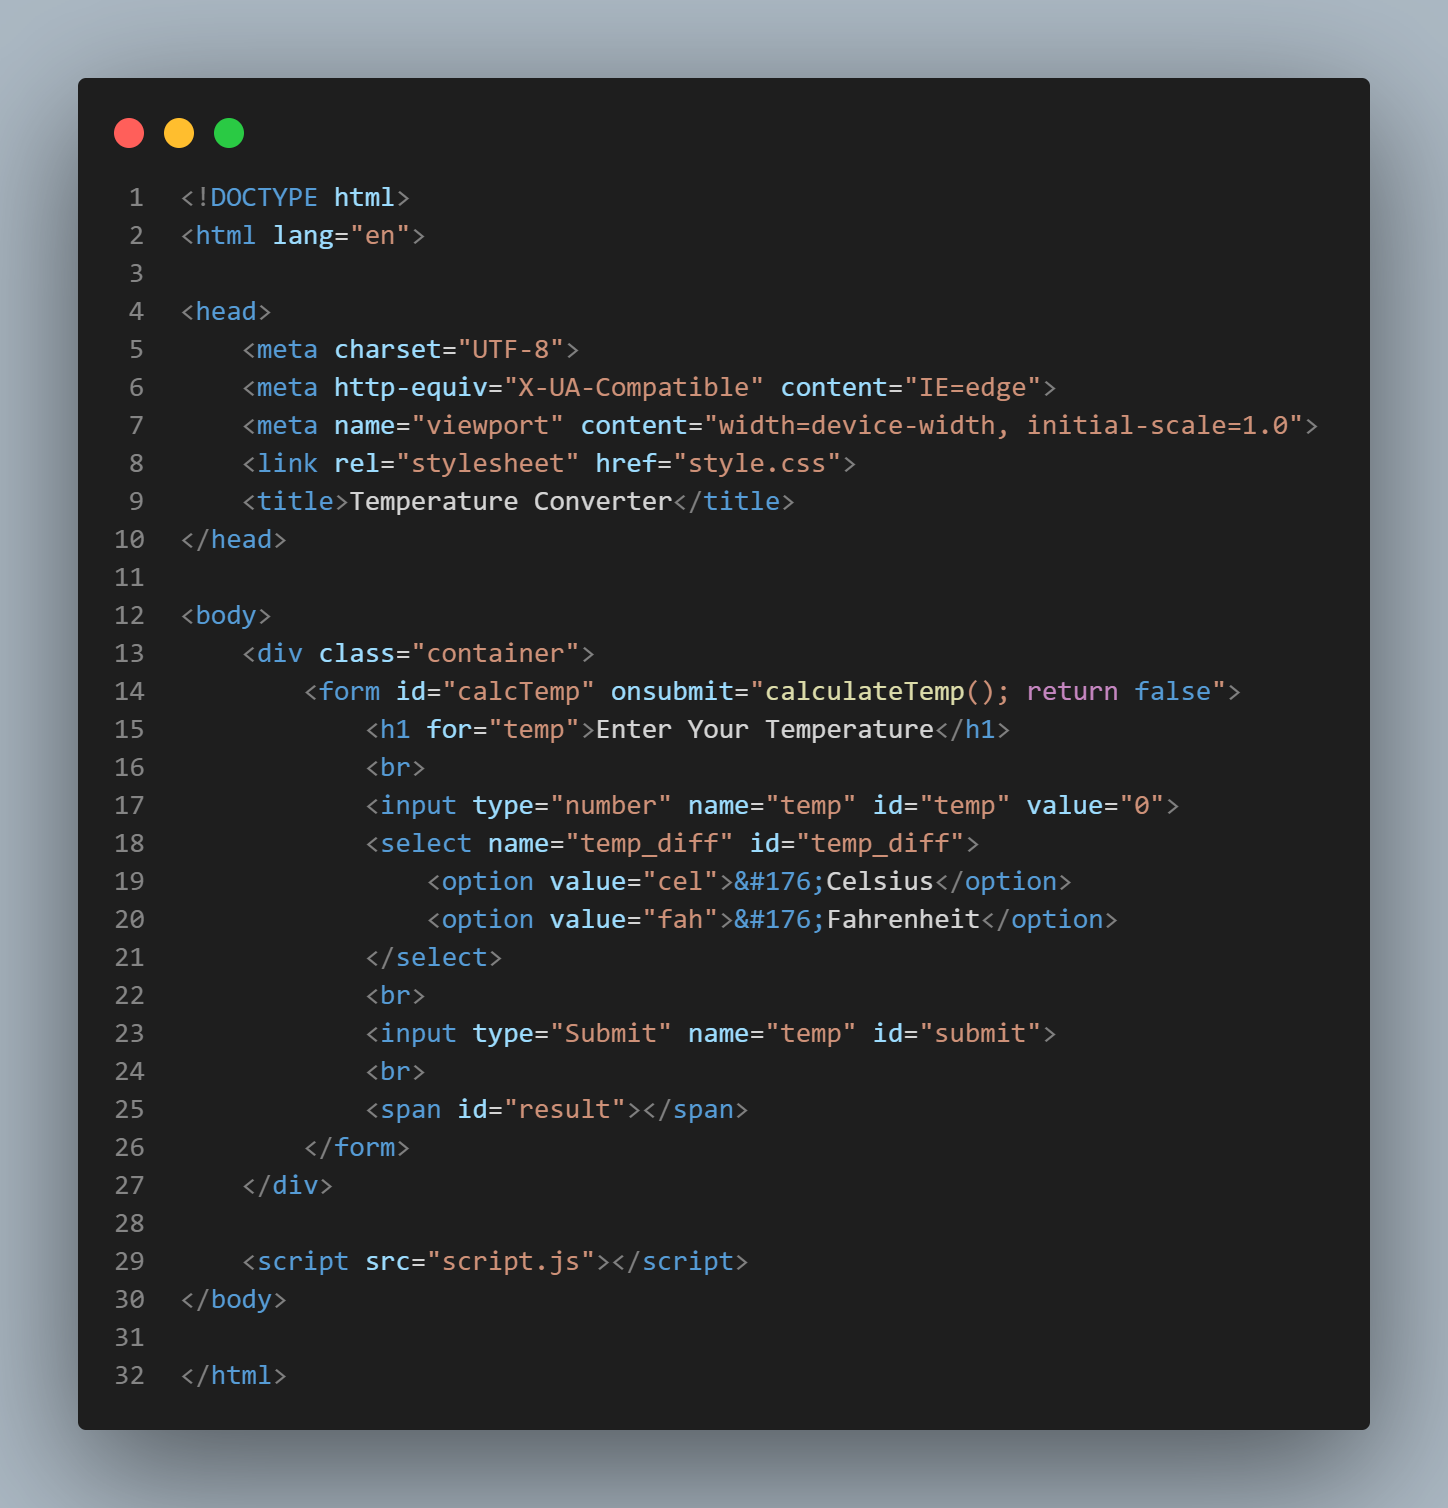 1 <!DOCTYPE html>
2 <html lang="en">
3
4 <head>
5     <meta charset="UTF-8">
6     <meta http-equiv="X-UA-Compatible" content="IE=edge">
7     <meta name="viewport" content="width=device-width, initial-scale=1.0">
8     <link rel="stylesheet" href="style.css">
9     <title>Temperature Converter</title>
10 </head>
11
12 <body>
13     <div class="container">
14         <form id="calcTemp" onsubmit="calculateTemp(); return false">
15             <h1 for="temp">Enter Your Temperature</h1>
16             <br>
17             <input type="number" name="temp" id="temp" value="0">
18             <select name="temp_diff" id="temp_diff">
19                 <option value="cel">&#176;Celsius</option>
20                 <option value="fah">&#176;Fahrenheit</option>
21             </select>
22             <br>
23             <input type="Submit" name="temp" id="submit">
24             <br>
25             <span id="result"></span>
26         </form>
27     </div>
28
29     <script src="script.js"></script>
30 </body>
31
32 </html>